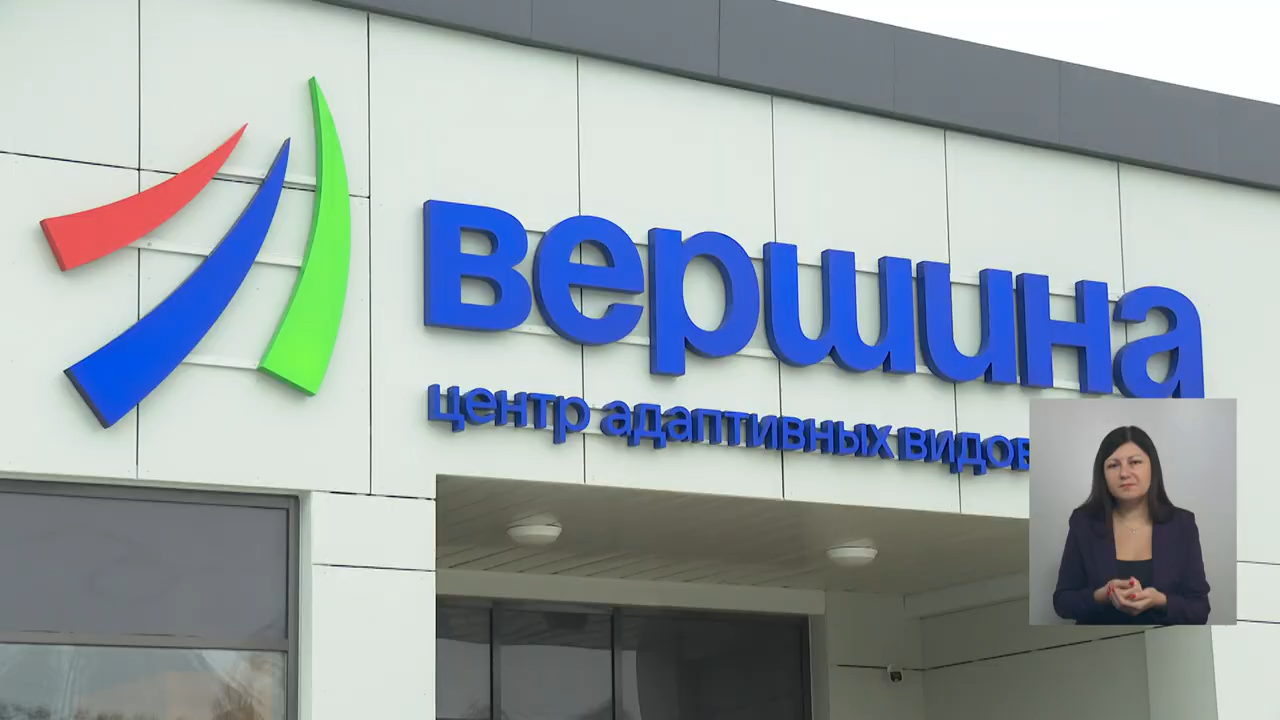 вершина
центр адаптивных видов